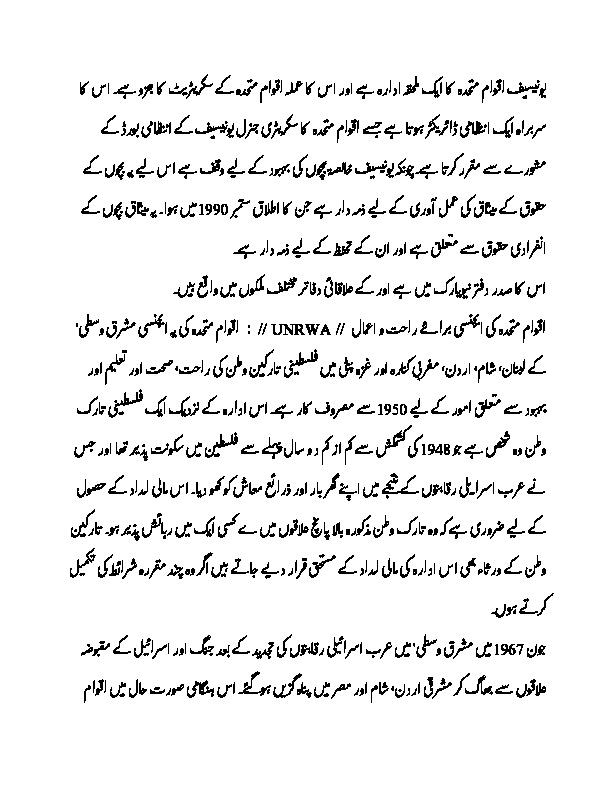 یونیسیف اقوام متحدہ کا ایک ملحقہ ادارہ ہے اور اس کا عملہ اقوام متحدہ کے سکریٹریٹ کا جزو ہے۔ اس کا
سربراہ ایک انتظامی ڈائریکٹر ہوتا ہے جسے اقوام متحدہ کا سکریٹری جنرل یونیسیف کے انتظامی بورڈ کے
مشورے سے مقرر کرتا ہے۔ چونکہ یونیسیف خالصۃً بچوں کی بہبود کے لیے وقف ہے اس لیے یہ بچوں کے
حقوق کے میثاق کی عمل آوری کے لیے ذمہ دار ہے جن کا اطلاق ستمبر 1990 میں ہوا۔ یہ میثاق بچوں کے
انفرادی حقوق سے متعلق ہے اور ان کے تحفظ کے لیے ذمہ دار ہے۔
اس کا صدر دفتر نیویارک میں ہے اور کے علاقائی دفاتر مختلف ملکوں میں واقع ہیں۔
اقوام متحدہ کی ایجنسی برائے راحت و اعمال // UNRWA // : اقوام متحدہ کی یہ ایجنسی مشرق وسطیٰ'
کے لبنان، شام، اردن، مغربی کنارہ اور غزہ پٹی میں فلسطینی تارکین وطن کی راحت، صحت اور تعلیم اور
بہبود سے متعلق امور کے لیے 1950 سے مصروف کار ہے۔ اس ادارہ کے نزدیک ایک فلسطینی تارک
وطن وہ شخص ہے جو 1948 کی کشمکش سے کم از کم دو سال پہلے سے فلسطین میں سکونت پذیر تھا اور جس
نے عرب اسرایلی رقابتوں کے نتیجے میں اپنے گھر بار اور ذرائع معاش کو کھو دیا۔ اس مالی امداد کے حصول
کے لیے ضروری ہے کہ وہ تارک وطن مذکورہ بالا پانچ علاقوں میں ے کسی ایک میں رہائش پذیر ہو۔ تارکین
وطن کے ورثاء بھی اس ادارہ کی مالی امداد کے مستحق قرار دیے جاتے ہیں اگر وہ چند مقررہ شرائط کی تکمیل
کرتے ہوں۔
جون 1967 میں مشرق وسطیٰ' میں عرب اسرائیلی رقابتوں کی تجدید کے بعد جنگ اور اسرائیل کے مقبوضہ
علاقوں سے بھاگ کر مشرقی اردن، شام اور مصر میں پناہ گزیں ہوگئے۔ اس ہنگامی صورت حال میں اقوام